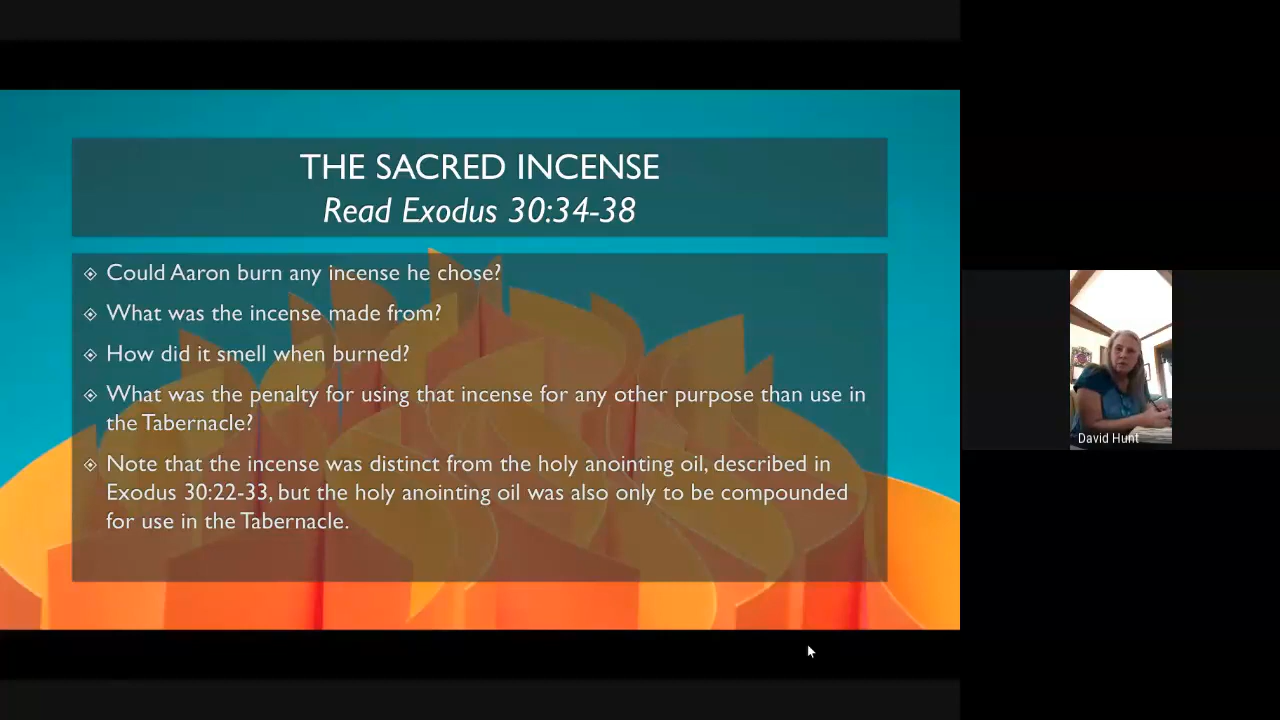 THE SACRED INCENSE
Read Exodus 30:34-38
Could Aaron burn any incense he chose?
What was the incense made from?
How did it smell when burned?
What was the penalty for using that incense for any other purpose than use in
the Tabernacle?
Note that the incense was distinct from the holy anointing oil, described in
Exodus 30:22-33, but the holy anointing oil was also only to be compounded
for use in the Tabernacle.
David Hunt